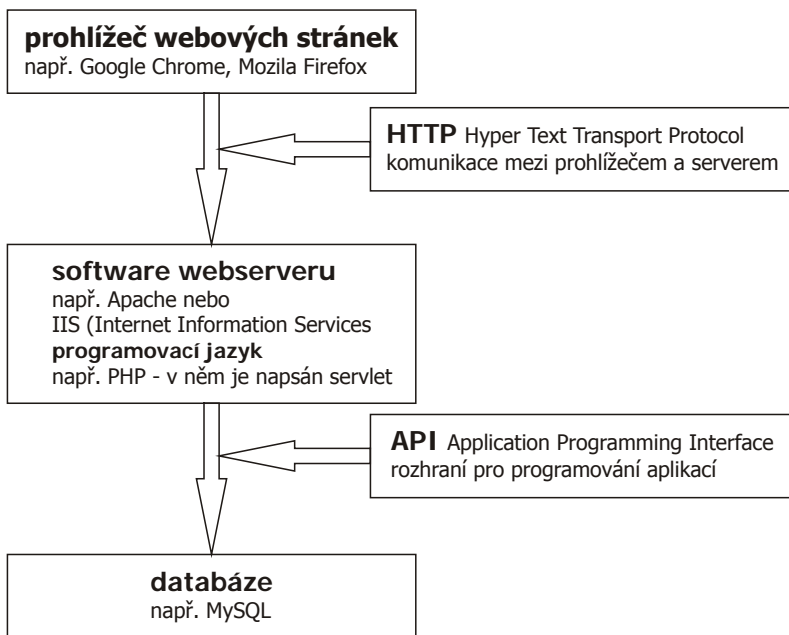 prohlížeč webových stránek
např. Google Chrome, Mozila Firefox
HTTP Hyper Text Transport Protocol
komunikace mezi prohlížečem a serverem
software webserveru
např. Apache nebo
IIS (Internet Information Services
programovací jazyk
např. PHP - v něm je napsán servlet
API Application Programming Interface
rozhraní pro programování aplikací
databáze
např. MySQL